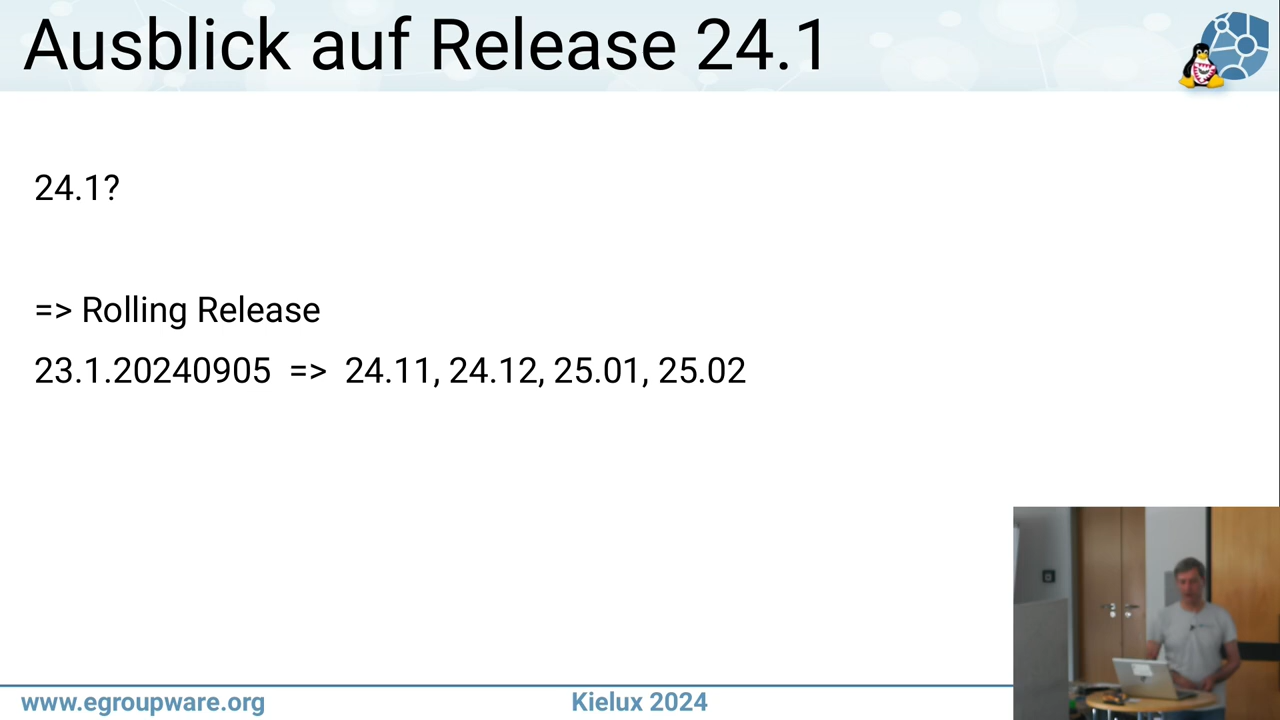 Ausblick auf Release 24.1
24.1?
=> Rolling Release
23.1.20240905 => 24.11, 24.12, 25.01, 25.02
www.egroupware.org
Kielux 2024